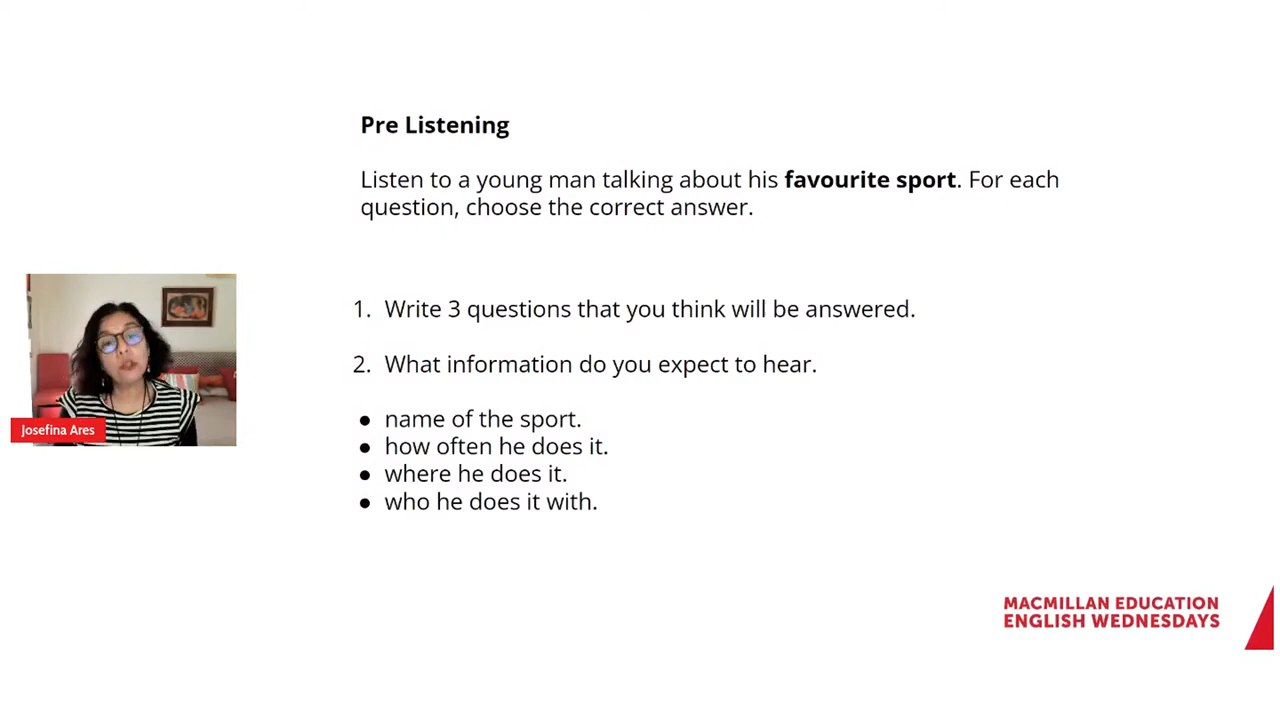 Pre Listening
Listen to a young man talking about his favourite sport. For each
question, choose the correct answer.
1. Write 3 questions that you think will be answered.
2. What information do you expect to hear.
● name of the sport.
● how often he does it.
● where he does it.
● who he does it with.
Josefina Ares
MACMILLAN EDUCATION
ENGLISH WEDNESDAYS